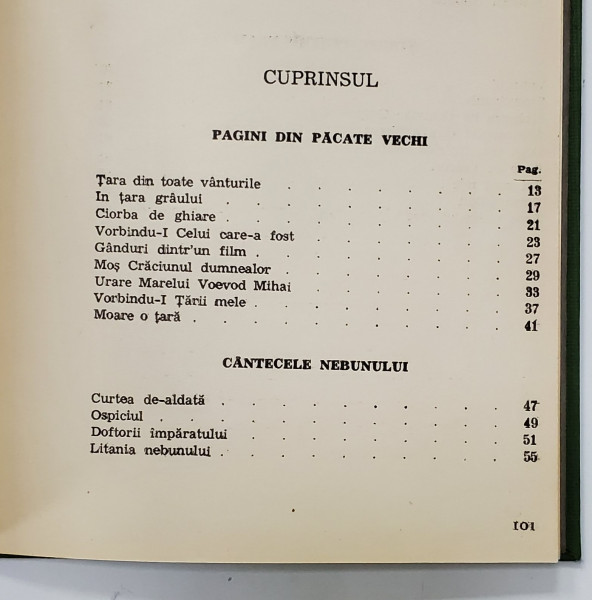 CUPRINSUL
PAGINI DIN PĂCATE VECHI
Pag.
Țara din toate vânturile . . . . . . . . 13
In țara grâului . . . . . . . . . . 17
Ciorba de ghiare . . . . . . . . . . 21
Vorbindu-I Celui care-a fost . . . . . . . 23
Gânduri dintr'un film . . . . . . . . . 27
Moș Crăciunul dumnealor . . . . . . . . 29
Urare Marelui Voevod Mihai . . . . . . . 33
Vorbindu-I Țării mele . . . . . . . . . 37
Moare o țară . . . . . . . . . . . 41
CÂNTECELE NEBUNULUI
Curtea de-aldată . . . . . . . . . . 47
Ospiciul . . . . . . . . . . . . 49
Doftorii împăratului . . . . . . . . . 51
Litania nebunului . . . . . . . . . . 55
101